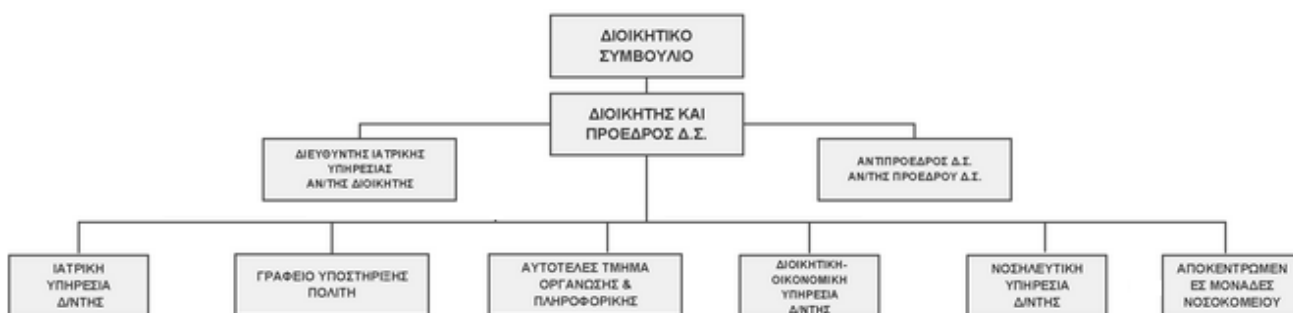 ΔΙΟΙΚΗΤΙΚΟ
ΣΥΜΒΟΥΛΙΟ
ΔΙΟΙΚΗΤΗΣ ΚΑΙ
ΠΡΟΕΔΡΟΣ Δ.Σ.
ΔΙΕΥΘΥΝΤΗΣ ΙΑΤΡΙΚΗΣ
ΥΠΗΡΕΣΙΑΣ
ΑΝ/ΤΗΣ ΔΙΟΙΚΗΤΗΣ
ΑΝΤΙΠΡΟΕΔΡΟΣ Δ.Σ.
ΑΝ/ΤΗΣ ΠΡΟΕΔΡΟΥ Δ.Σ.
ΙΑΤΡΙΚΗ
ΥΠΗΡΕΣΙΑ
Δ/ΝΤΗΣ
ΓΡΑΦΕΙΟ ΥΠΟΣΤΗΡΙΞΗΣ
ΠΟΛΙΤΗ
ΑΥΤΟΤΕΛΕΣ ΤΜΗΜΑ
ΟΡΓΑΝΩΣΗΣ &
ΠΛΗΡΟΦΟΡΙΚΗΣ
ΔΙΟΙΚΗΤΙΚΗ-
ΟΙΚΟΝΟΜΙΚΗ
ΥΠΗΡΕΣΙΑ
Δ/ΝΤΗΣ
ΝΟΣΗΛΕΥΤΙΚΗ
ΥΠΗΡΕΣΙΑ
Δ/ΝΤΗΣ
ΑΠΟΚΕΝΤΡΩΜΕΝ
ΕΣ ΜΟΝΑΔΕΣ
ΝΟΣΟΚΟΜΕΙΟΥ